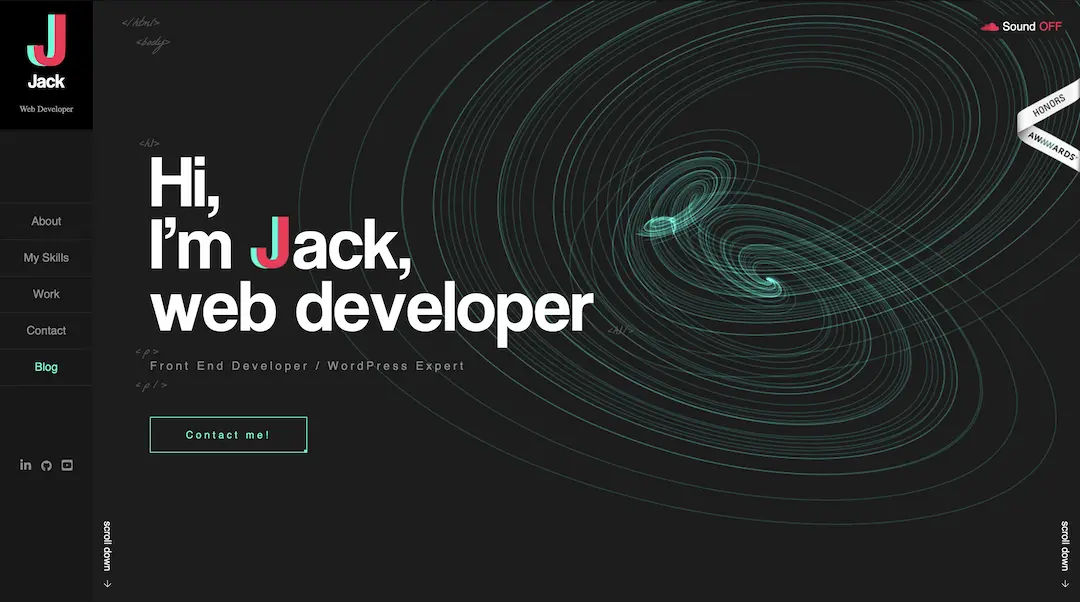 Jack
Web Developer
About
My Skills
Work
Contact
Blog
</html>
<body>
Sound OFF
HONORS
AWWWARDS
<h1>
Hi,
I'm Jack,
web developer
<p>
Front End Developer / WordPress Expert
<p/>
Contact me!
scroll down
scroll down